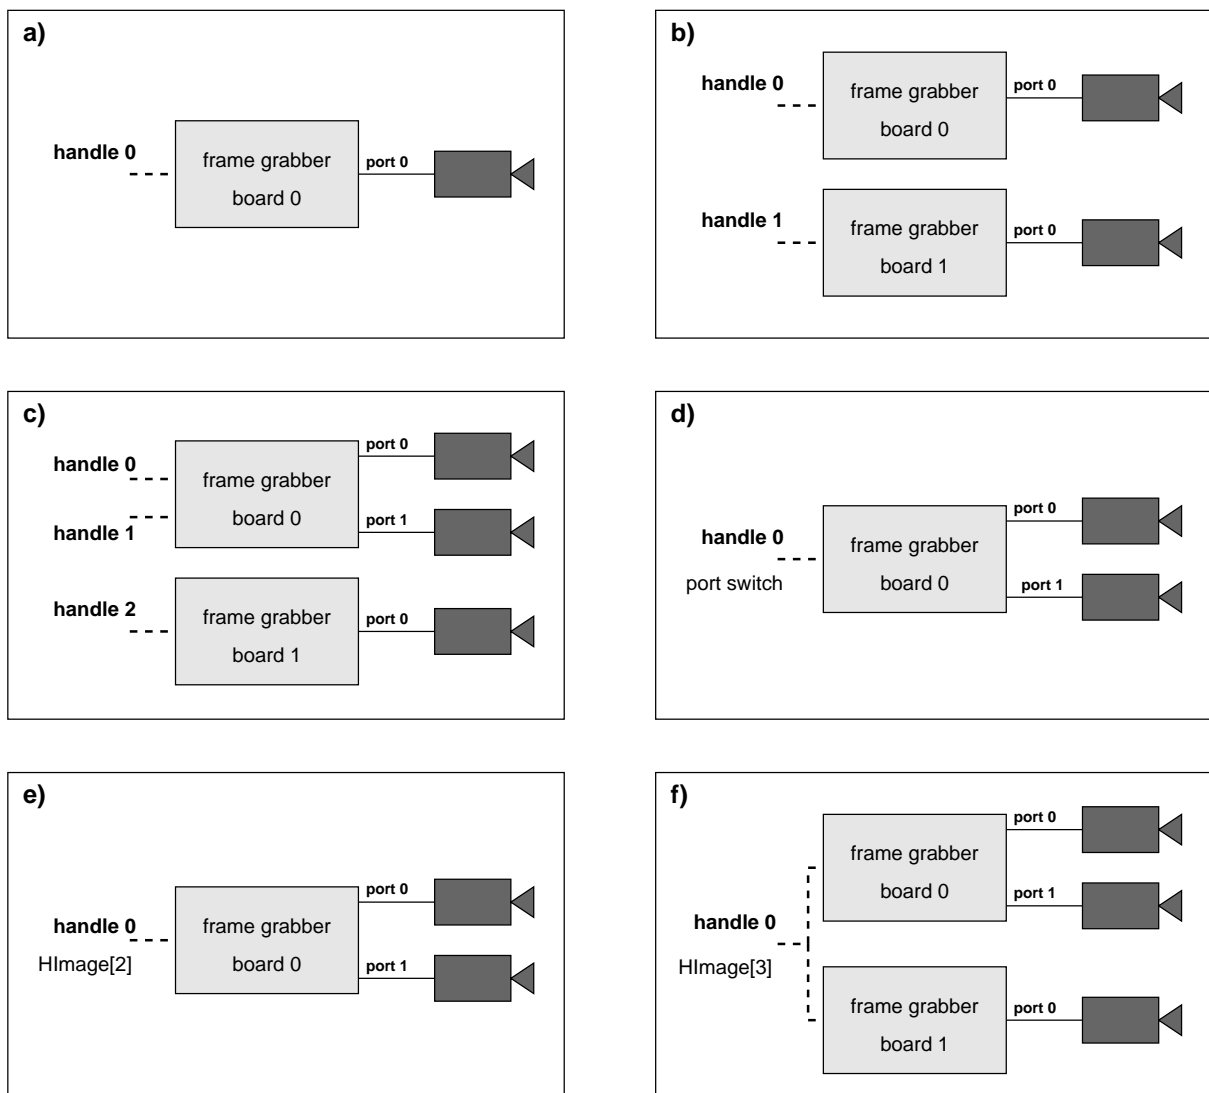 a)
handle 0
frame grabber
board 0
port 0
b)
handle 0
frame grabber
board 0
port 0
handle 1
frame grabber
board 1
port 0
c)
handle 0
handle 1
frame grabber
board 0
port 0
port 1
handle 2
frame grabber
board 1
port 0
d)
handle 0
port switch
frame grabber
board 0
port 0
port 1
e)
handle 0
HImage[2]
frame grabber
board 0
port 0
port 1
f)
handle 0
HImage[3]
frame grabber
board 0
port 0
port 1
frame grabber
board 1
port 0